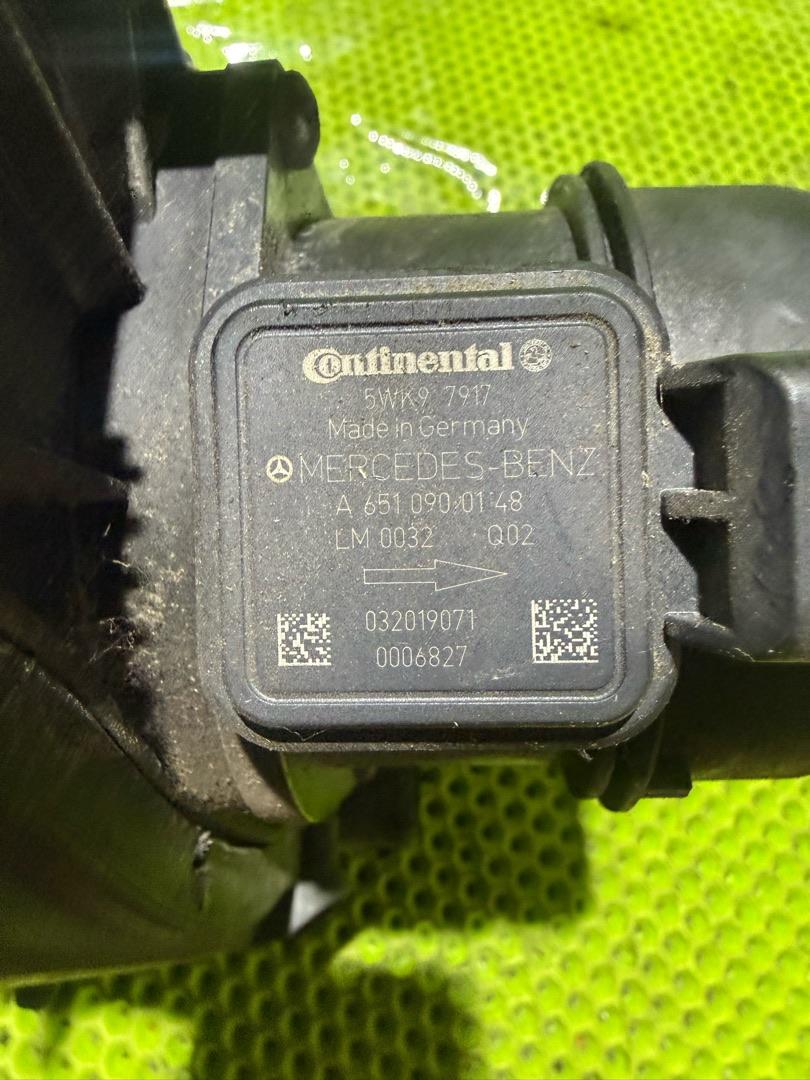 Continental
5WK9 7917
Made in Germany
MERCEDES-BENZ
A 651 090 01 48
LM 0032 Q02
032019071
0006827